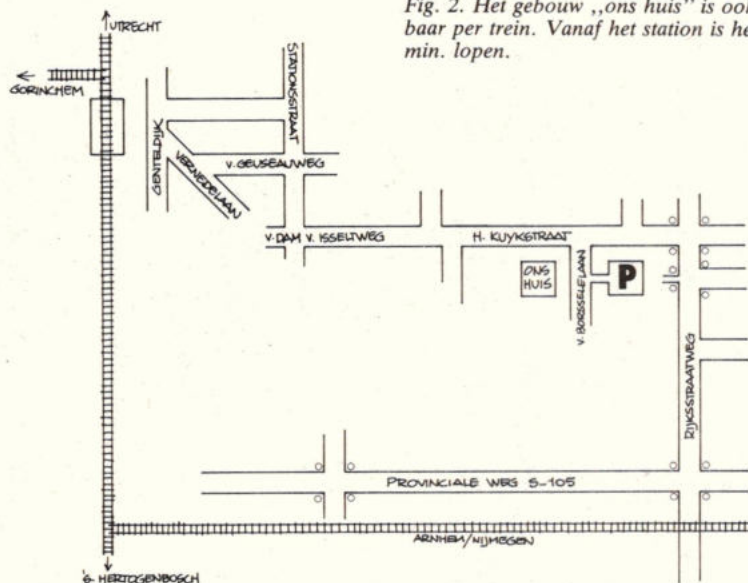 Fig. 2. Het gebouw ,,ons huis'' is ook
baar per trein. Vanaf het station is he
min. lopen.
UTRECHT
GORINCHEM
STATIONSSTRAAT
GENTELDIJK
VERNEDELAAN
V. GEUSEAUWEG
V. DAM V. ISSELTWEG
H. KUYKSTRAAT
ONS
HUIS
V. BORSSELELAAN
P
RIJKSSTRAATWEG
PROVINCIALE WEG S-105
ARNHEM/NIJMEGEN
'S- HERTOGENBOSCH